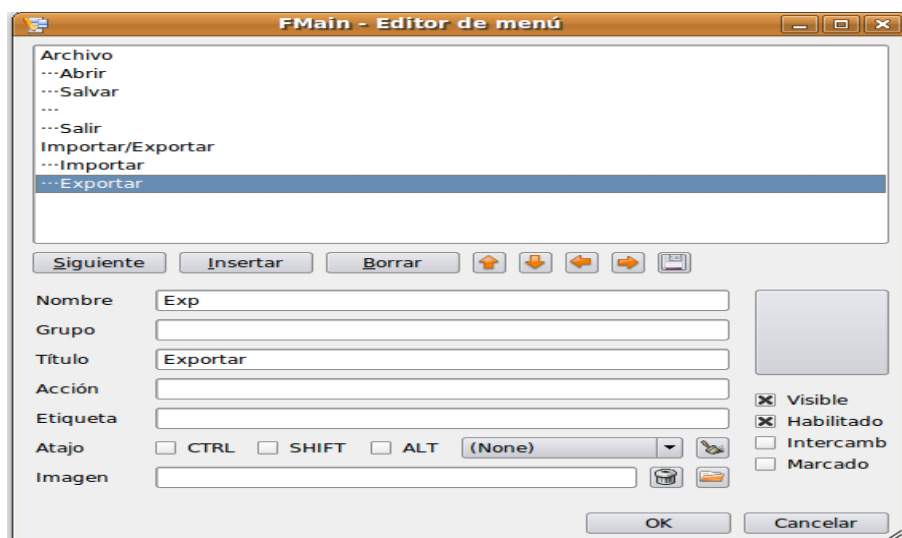 FMain - Editor de menú
Archivo
···Abrir
···Salvar
···
···Salir
Importar/Exportar
···Importar
···Exportar
Siguiente Insertar Borrar
Nombre Exp
Grupo
Título Exportar
Acción
Visible
Etiqueta
Habilitado
Atajo CTRL SHIFT ALT (None)
Intercamb
Marcado
Imagen
OK Cancelar